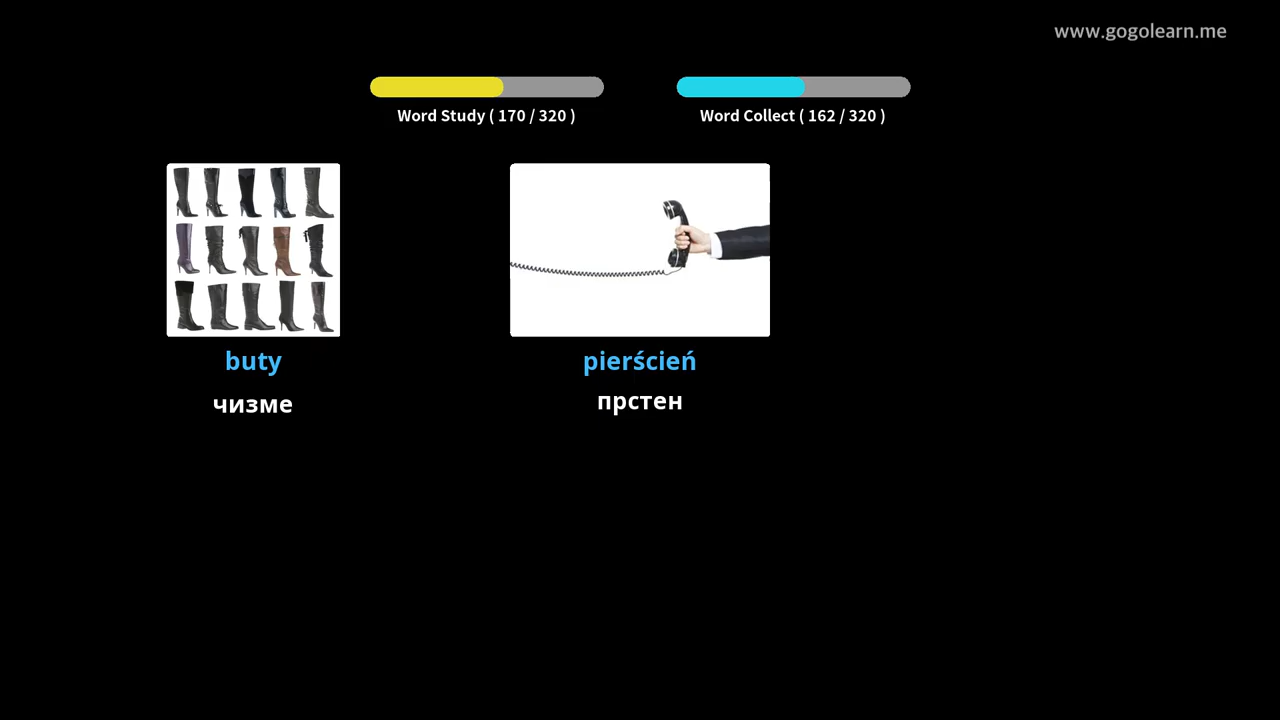 www.gogolearn.me
Word Study ( 170 / 320 )
Word Collect ( 162 / 320 )
buty
pierścień
чизме
прстен